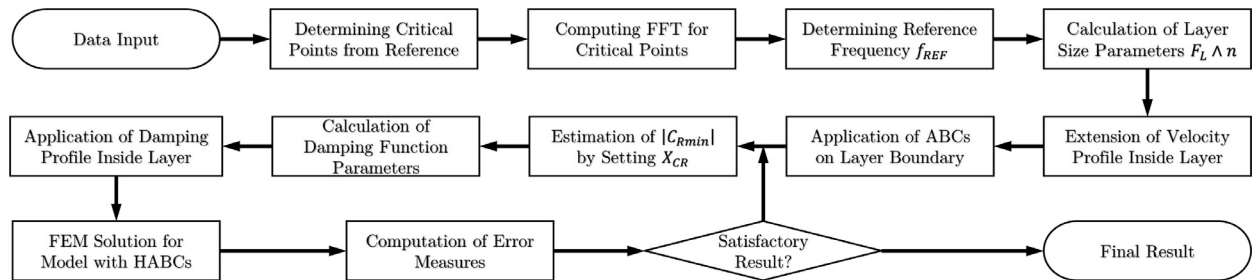 Data Input
Determining Critical
Points from Reference
Computing FFT for
Critical Points
Determining Reference
Frequency f_REF
Calculation of Layer
Size Parameters F_L ∧ n
Application of Damping
Profile Inside Layer
Calculation of
Damping Function
Parameters
Estimation of |C_Rmin|
by Setting X_CR
Application of ABCs
on Layer Boundary
Extension of Velocity
Profile Inside Layer
FEM Solution for
Model with HABCs
Computation of Error
Measures
Satisfactory
Result?
Final Result